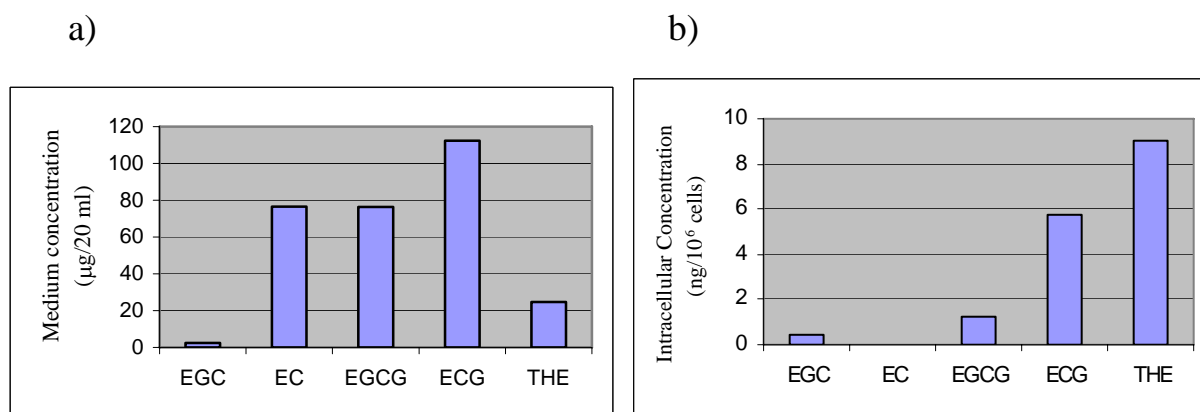 a)
Medium concentration
(μg/20 ml)
120
100
80
60
40
20
0
EGC EC EGCG ECG THE
b)
Intracellular Concentration
(ng/10⁶ cells)
10
8
6
4
2
0
EGC EC EGCG ECG THE